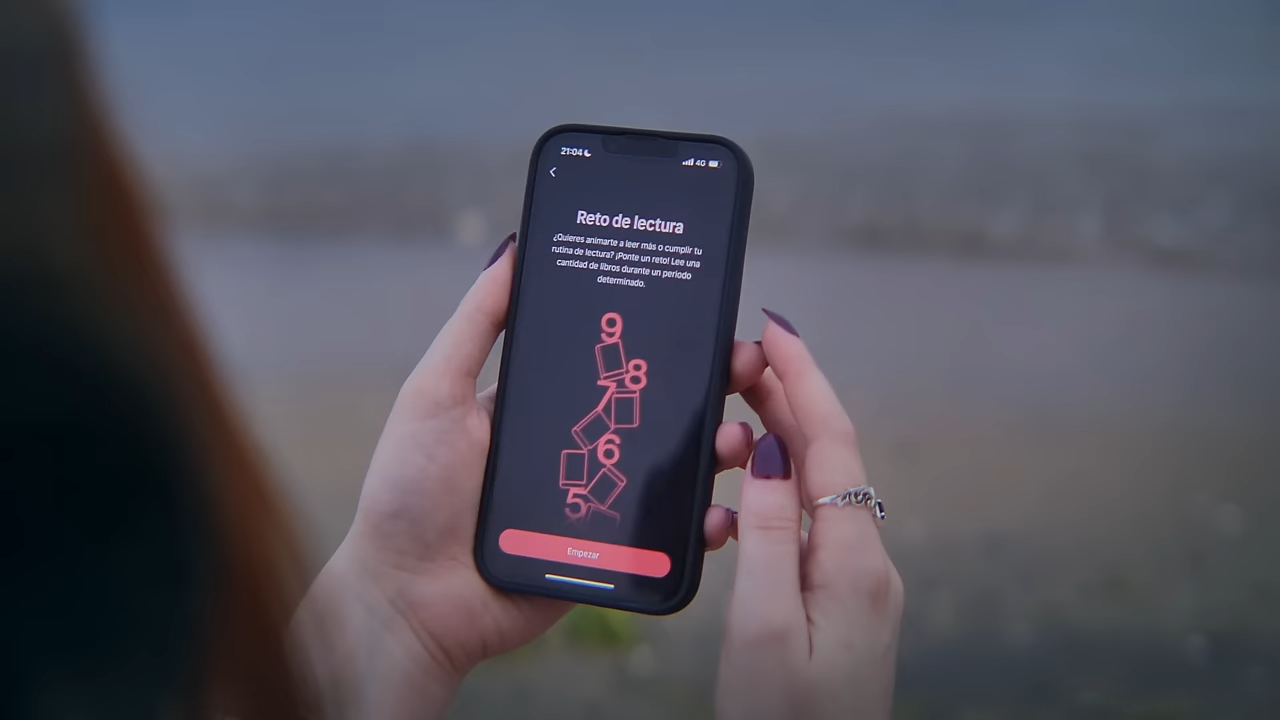 21:04
4G
Reto de lectura
¿Quieres animarte a leer más o cumplir tu
rutina de lectura? ¡Ponte un reto! Lee una
cantidad de libros durante un periodo
determinado.
9
8
7
6
5
Empezar